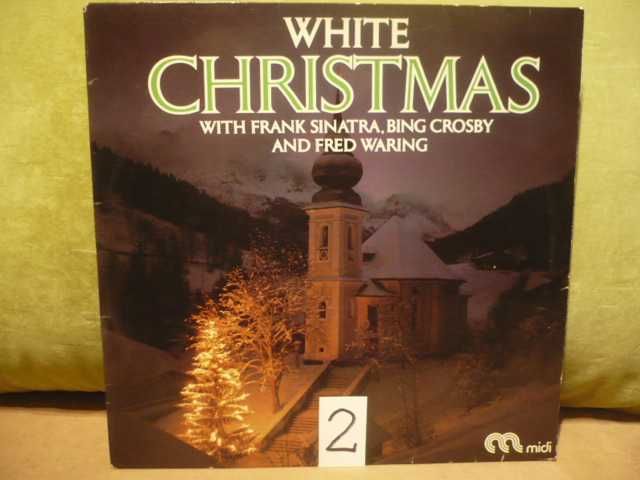 WHITE
CHRISTMAS
WITH FRANK SINATRA, BING CROSBY
AND FRED WARING
2
midi